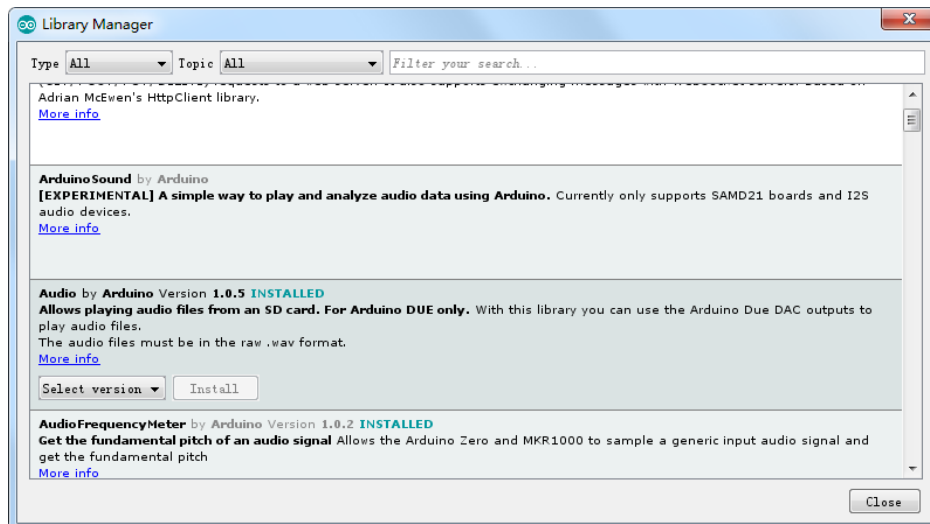 Library Manager
Type All Topic All Filter your search...
Adrian McEwen's HttpClient library.
More info
ArduinoSound by Arduino
[EXPERIMENTAL] A simple way to play and analyze audio data using Arduino. Currently only supports SAMD21 boards and I2S
audio devices.
More info
Audio by Arduino Version 1.0.5 INSTALLED
Allows playing audio files from an SD card. For Arduino DUE only. With this library you can use the Arduino Due DAC outputs to
play audio files.
The audio files must be in the raw .wav format.
More info
Select version Install
AudioFrequencyMeter by Arduino Version 1.0.2 INSTALLED
Get the fundamental pitch of an audio signal Allows the Arduino Zero and MKR1000 to sample a generic input audio signal and
get the fundamental pitch
More info
Close